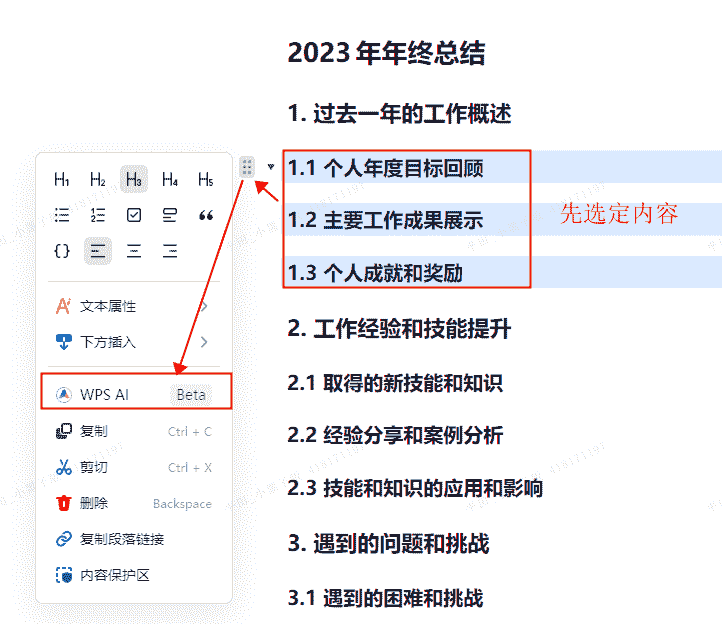 2023 年年终总结
1. 过去一年的工作概述
1.1 个人年度目标回顾
1.2 主要工作成果展示
1.3 个人成就和奖励
先选定内容
2. 工作经验和技能提升
2.1 取得的新技能和知识
2.2 经验分享和案例分析
2.3 技能和知识的应用和影响
3. 遇到的问题和挑战
3.1 遇到的困难和挑战
H1 H2 H3 H4 H5
文本属性
下方插入
WPS AI Beta
复制 Ctrl + C
剪切 Ctrl + X
删除 Backspace
复制段落链接
内容保护区